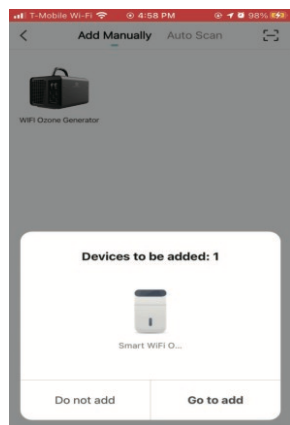 T-Mobile Wi-Fi 4:58 PM 98%
Add Manually Auto Scan
WIFI Ozone Generator
Devices to be added: 1
Smart WiFi O...
Do not add Go to add